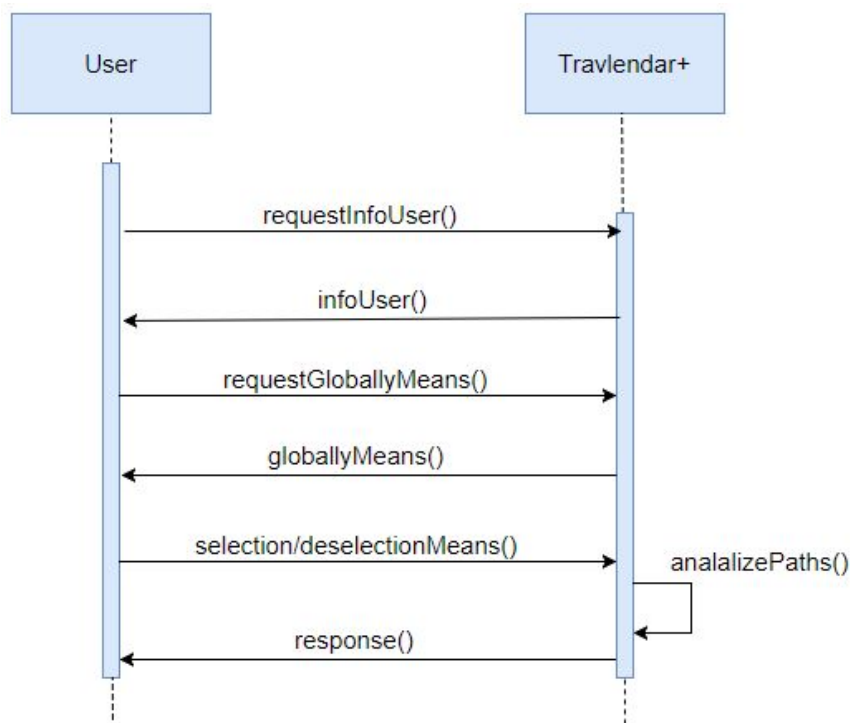 User
Travlendar+
requestInfoUser()
infoUser()
requestGloballyMeans()
globallyMeans()
selection/deselectionMeans()
analalizePaths()
response()